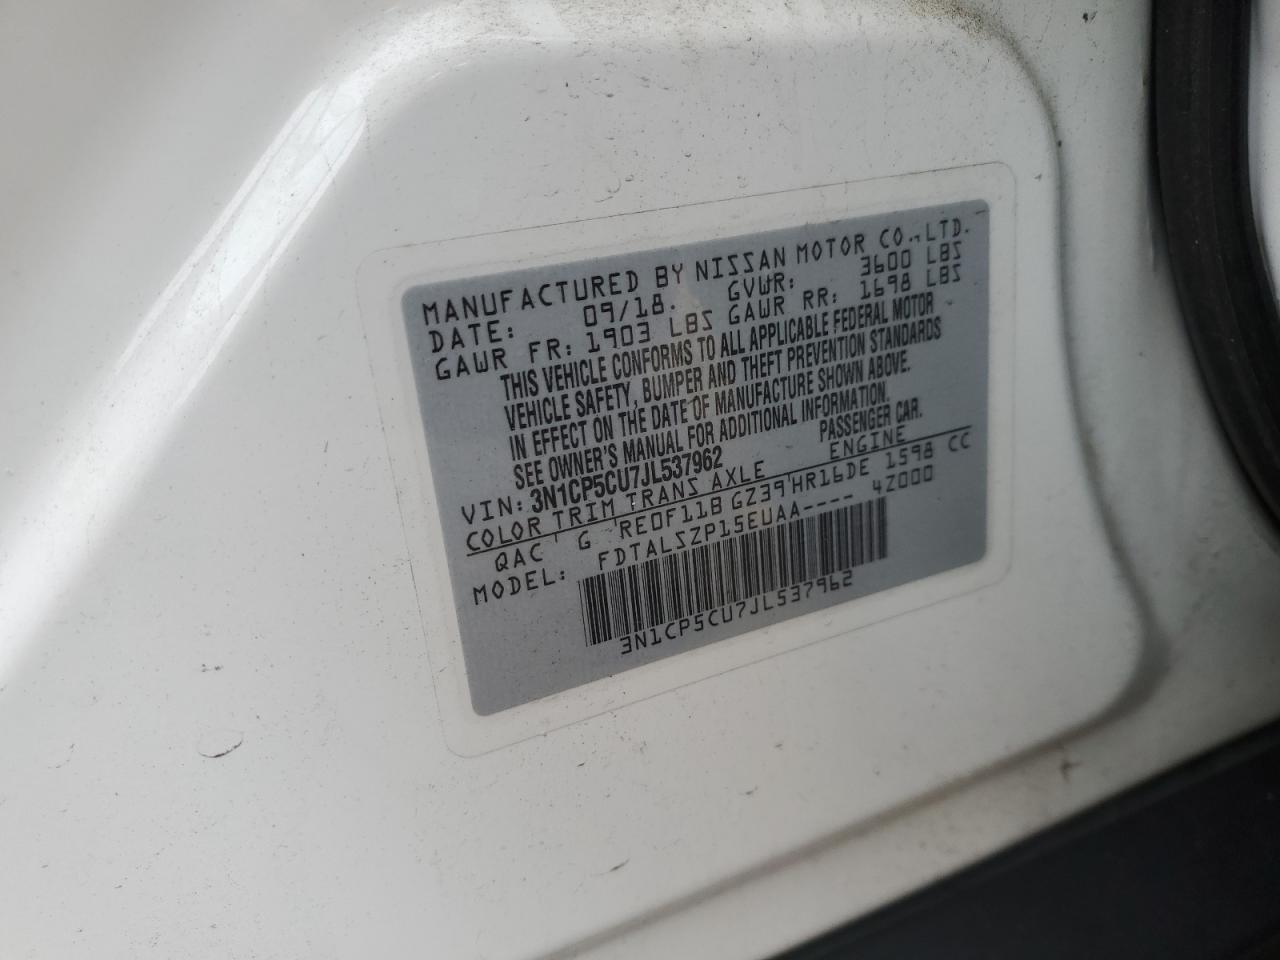 MANUFACTURED BY NISSAN MOTOR CO.,LTD.
DATE: 09/18. GVWR: 3600 LBS
GAWR FR: 1903 LBS GAWR RR: 1698 LBS
THIS VEHICLE CONFORMS TO ALL APPLICABLE FEDERAL MOTOR
VEHICLE SAFETY, BUMPER AND THEFT PREVENTION STANDARDS
IN EFFECT ON THE DATE OF MANUFACTURE SHOWN ABOVE.
SEE OWNER'S MANUAL FOR ADDITIONAL INFORMATION.
VIN: 3N1CP5CU7JL537962 PASSENGER CAR.
COLOR TRIM TRANS AXLE ENGINE
QAC G RE0F11B GZ39 HR16DE 1598 CC
MODEL: FDTALSZP15EUAA---- 4Z000
3N1CP5CU7JL537962